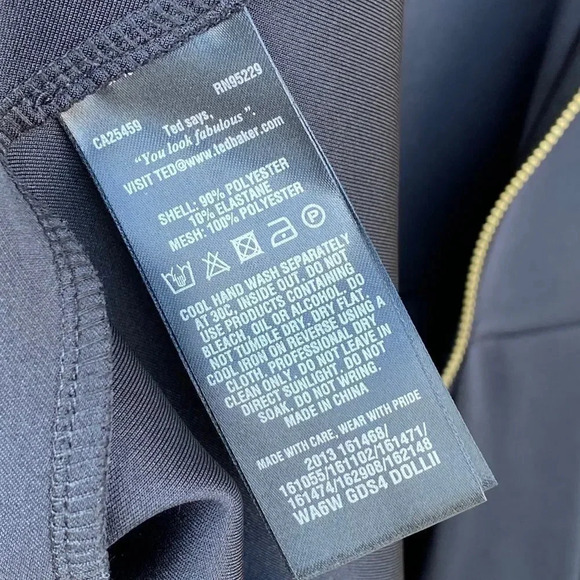 CA25459 RN95229
Ted says,
"You look fabulous".
VISIT TED@www.tedbaker.com
SHELL: 90% POLYESTER
10% ELASTANE
MESH: 100% POLYESTER
P
COOL HAND WASH SEPARATELY
AT 30C, INSIDE OUT. DO NOT
USE PRODUCTS CONTAINING
BLEACH, OIL OR ALCOHOL. DO
NOT TUMBLE DRY. DRY FLAT.
COOL IRON ON REVERSE USING A
CLOTH, PROFESSIONAL DRY
CLEAN ONLY. DO NOT LEAVE IN
DIRECT SUNLIGHT, DO NOT
SOAK. DO NOT WRING.
MADE IN CHINA
MADE WITH CARE, WEAR WITH PRIDE
2013 161468/
161055/161102/161471/
161474/162908/162148
WA6W GDS4 DOLLII